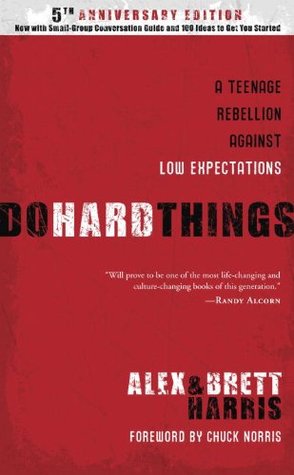 5TH ANNIVERSARY EDITION
Now with Small-Group Conversation Guide and 100 Ideas to Get You Started
A TEENAGE
REBELLION
AGAINST
LOW EXPECTATIONS
DOHARDTHINGS
"Will prove to be one of the most life-changing and
culture-changing books of this generation."
—RANDY ALCORN
ALEX & BRETT
HARRIS
FOREWORD BY CHUCK NORRIS